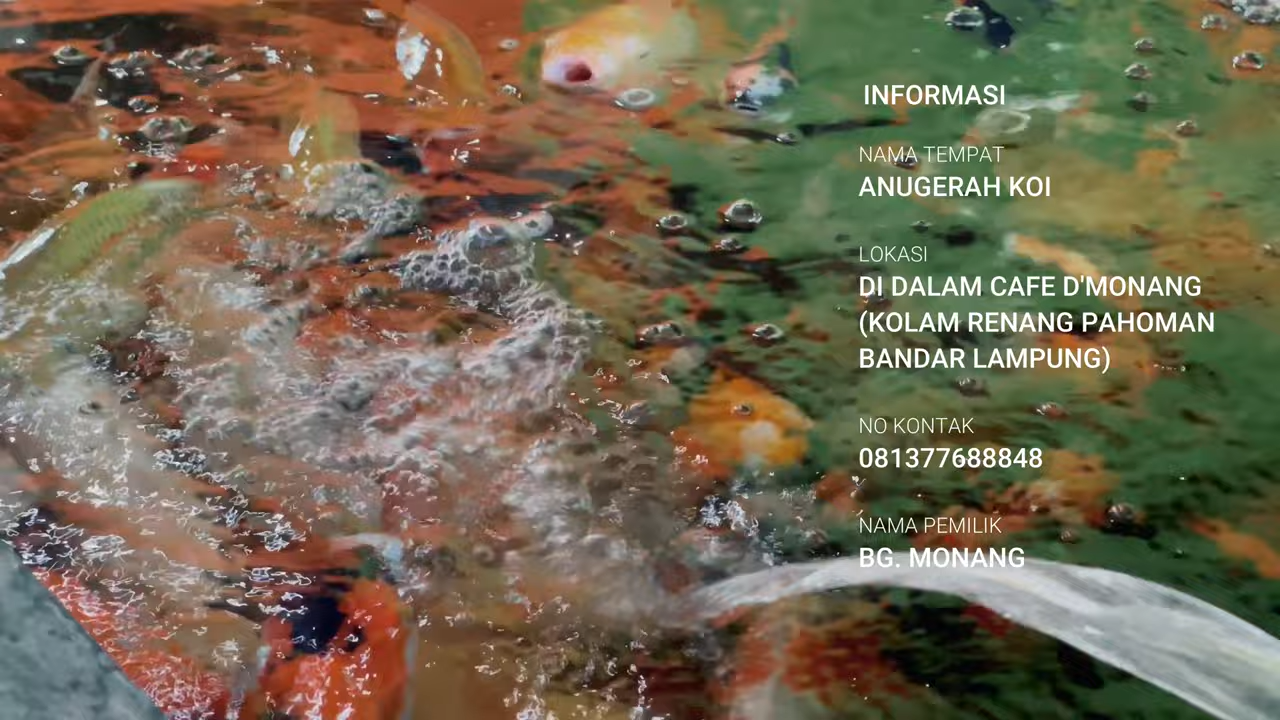 INFORMASI
NAMA TEMPAT
ANUGERAH KOI
LOKASI
DI DALAM CAFE D'MONANG
(KOLAM RENANG PAHOMAN
BANDAR LAMPUNG)
NO KONTAK
081377688848
NAMA PEMILIK
BG. MONANG